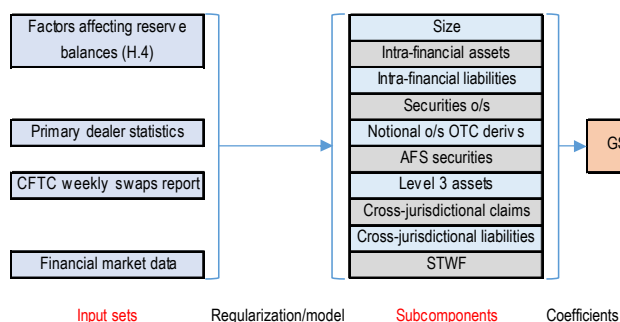 Factors affecting reserve
balances (H.4)
Primary dealer statistics
CFTC weekly swaps report
Financial market data
Size
Intra-financial assets
Intra-financial liabilities
Securities o/s
Notional o/s OTC derivs
AFS securities
Level 3 assets
Cross-jurisdictional claims
Cross-jurisdictional liabilities
STWF
GS
Input sets
Regularization/model
Subcomponents
Coefficients